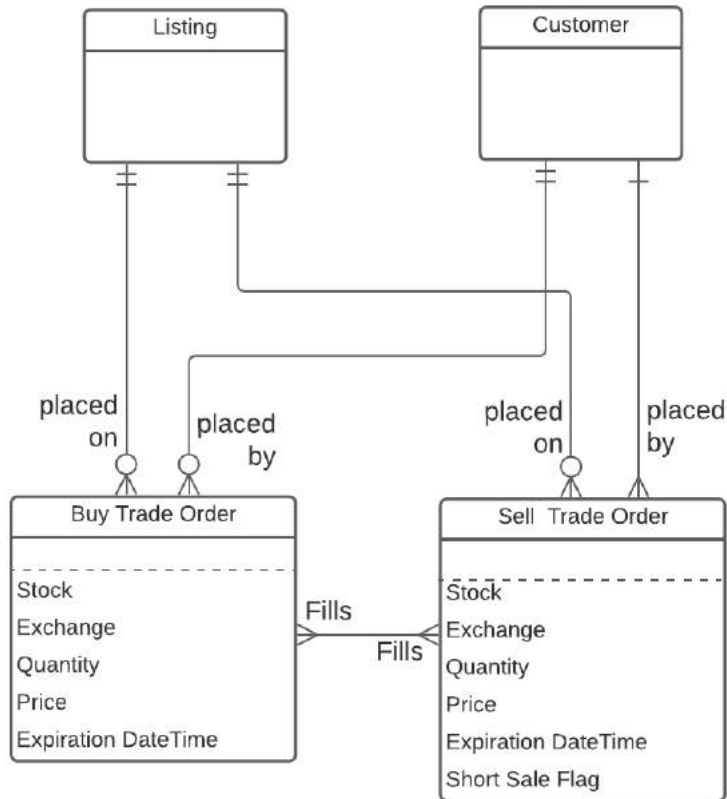 Listing
Customer
placed
on
placed
by
placed
on
placed
by
Buy Trade Order
Stock
Exchange
Quantity
Price
Expiration DateTime
Fills
Fills
Sell Trade Order
Stock
Exchange
Quantity
Price
Expiration DateTime
Short Sale Flag